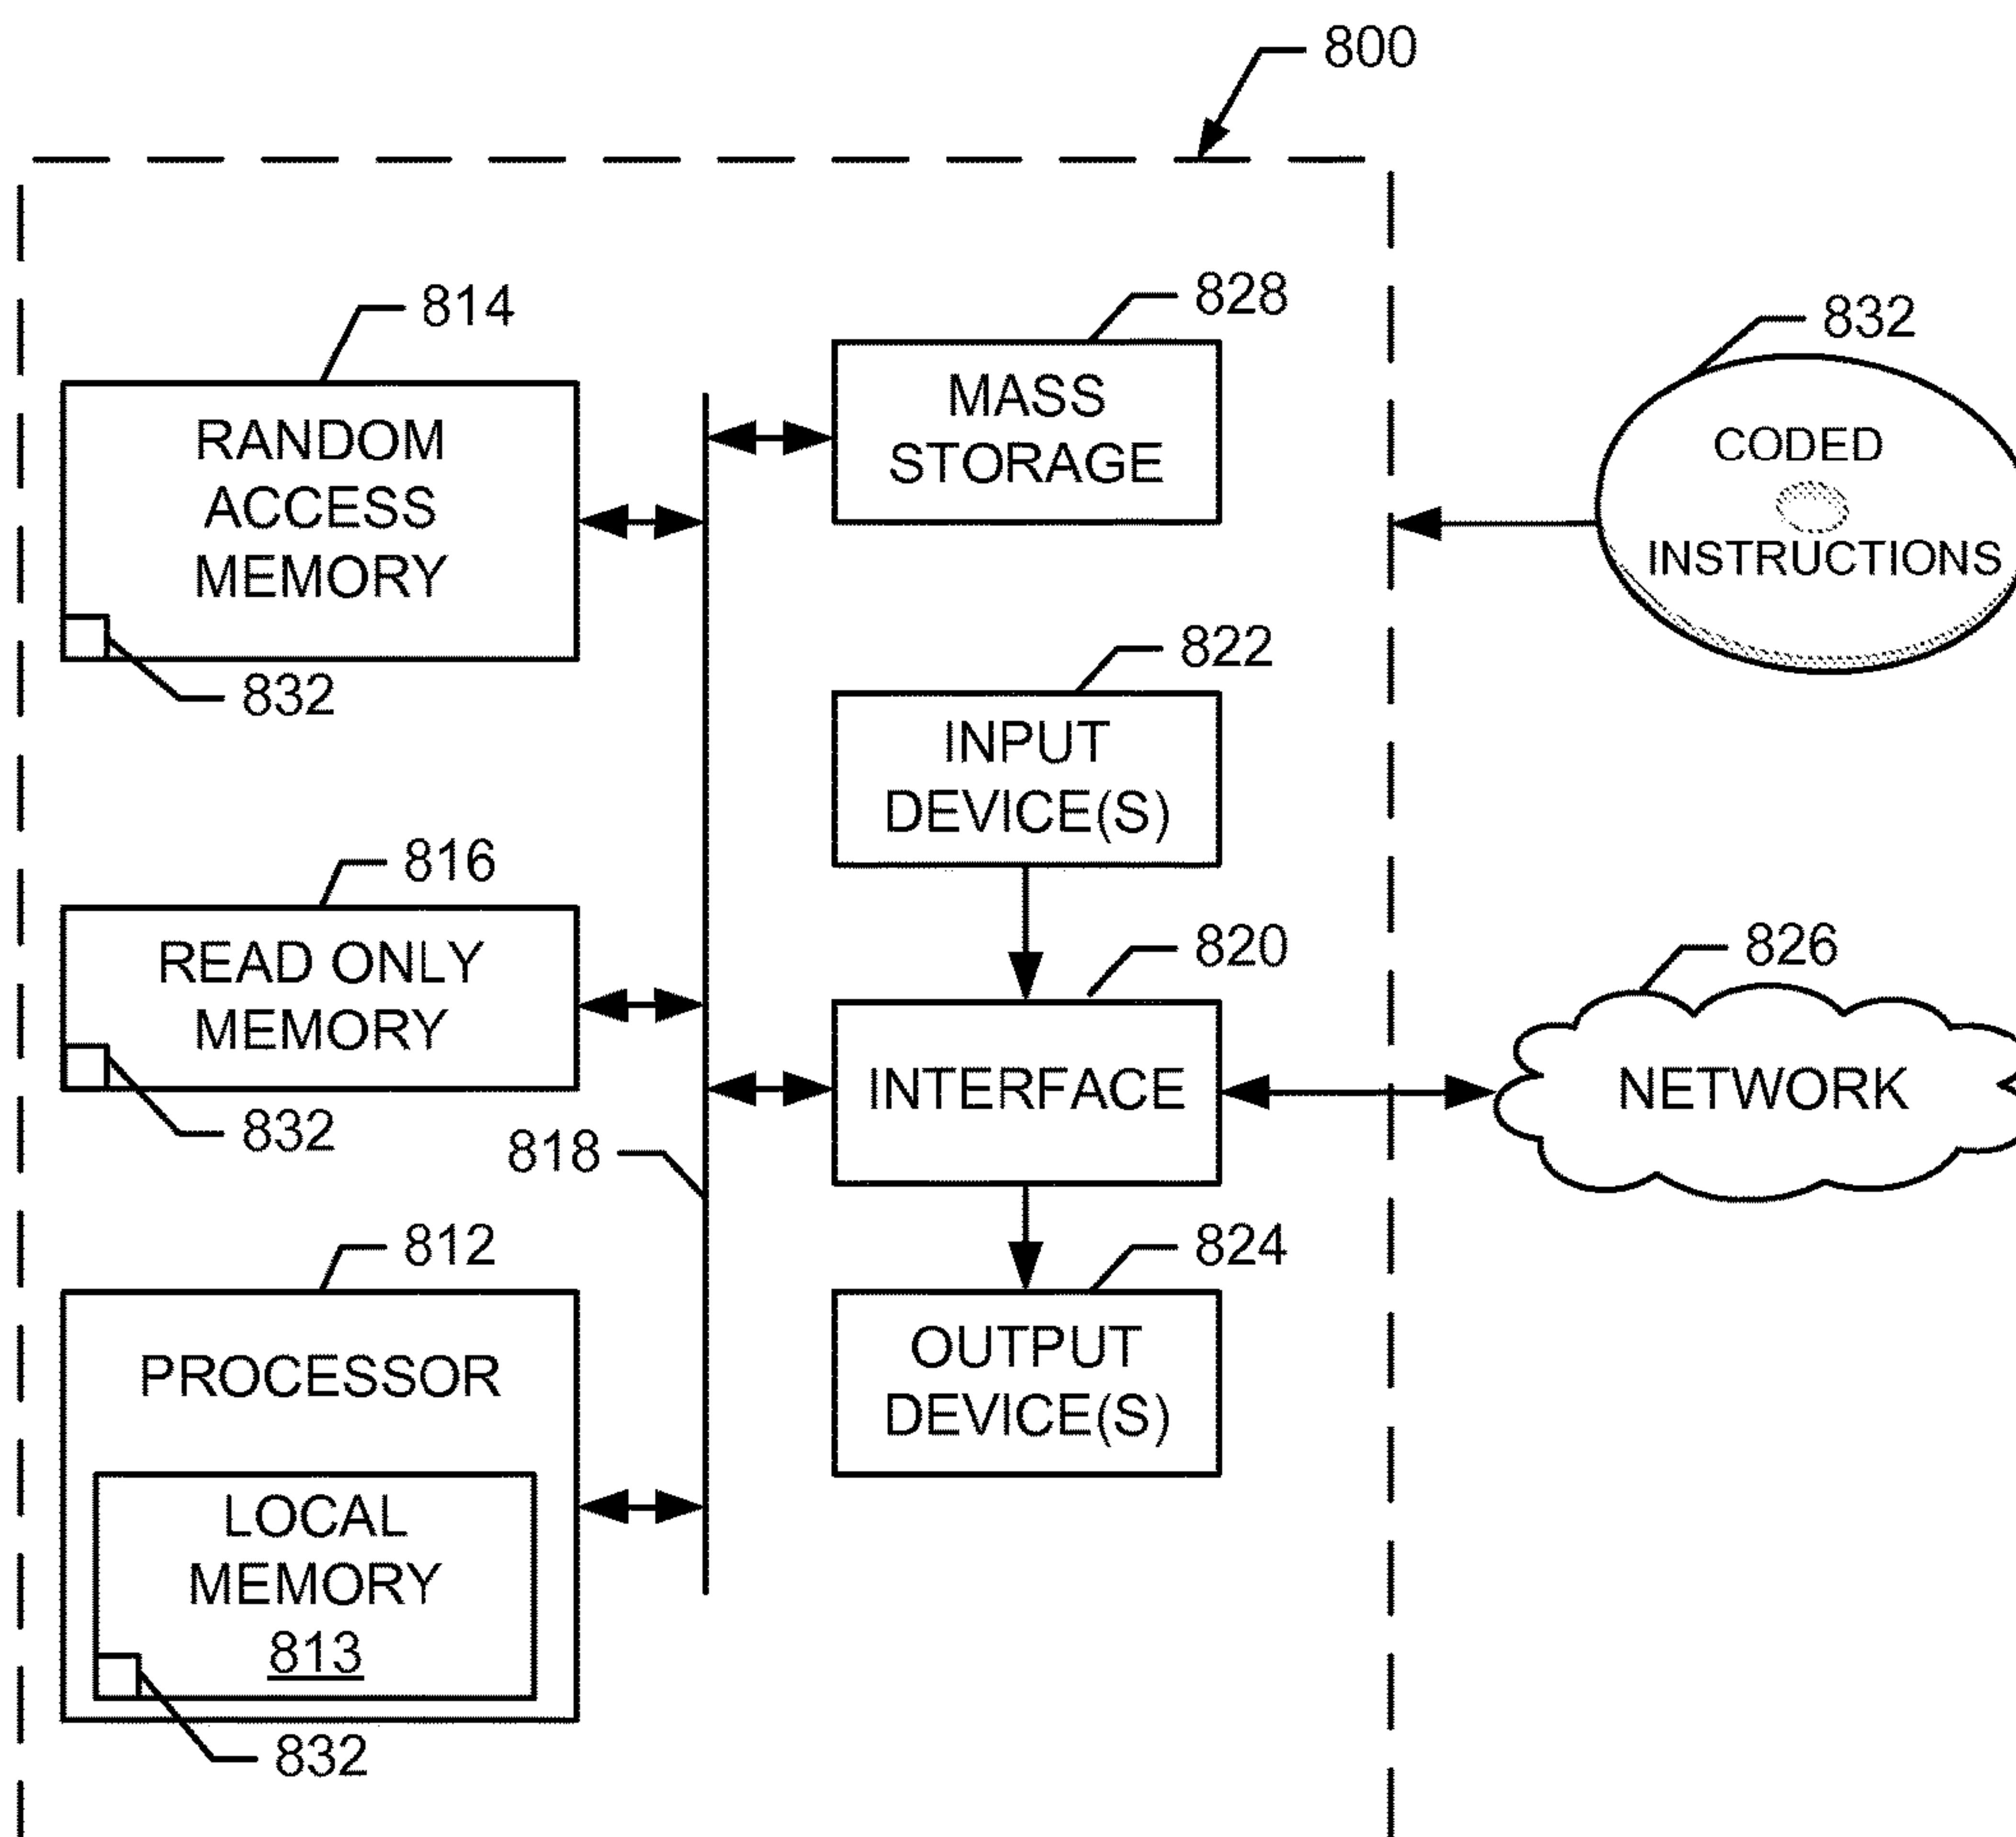 800
814
RANDOM
ACCESS
MEMORY
832
828
MASS
STORAGE
832
CODED
INSTRUCTIONS
822
INPUT
DEVICE(S)
816
READ ONLY
MEMORY
832
818
820
INTERFACE
826
NETWORK
812
PROCESSOR
LOCAL
MEMORY
813
832
824
OUTPUT
DEVICE(S)